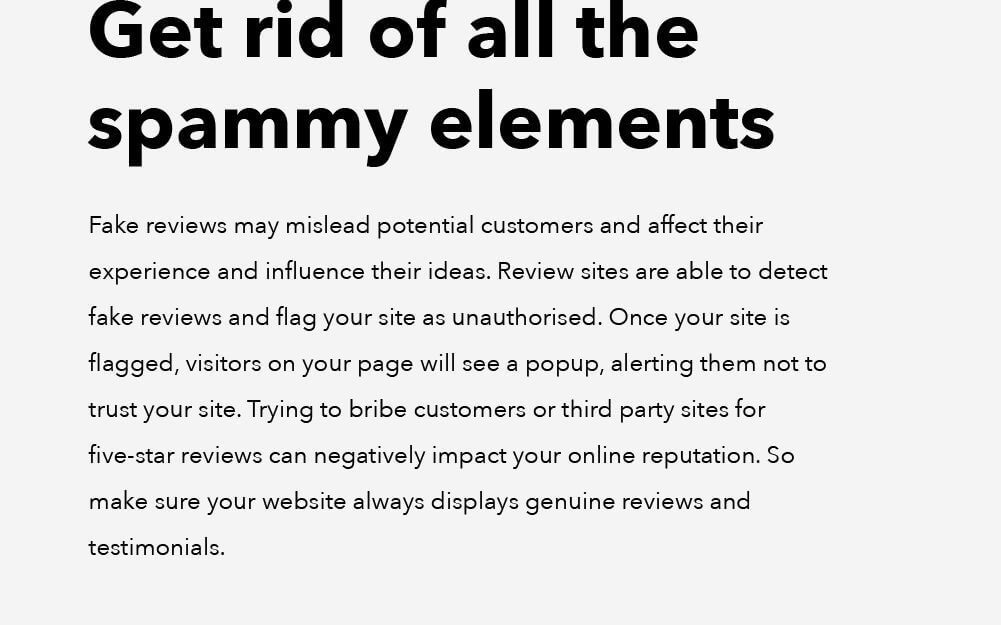 Get rid of all the
spammy elements
Fake reviews may mislead potential customers and affect their
experience and influence their ideas. Review sites are able to detect
fake reviews and flag your site as unauthorised. Once your site is
flagged, visitors on your page will see a popup, alerting them not to
trust your site. Trying to bribe customers or third party sites for
five-star reviews can negatively impact your online reputation. So
make sure your website always displays genuine reviews and
testimonials.